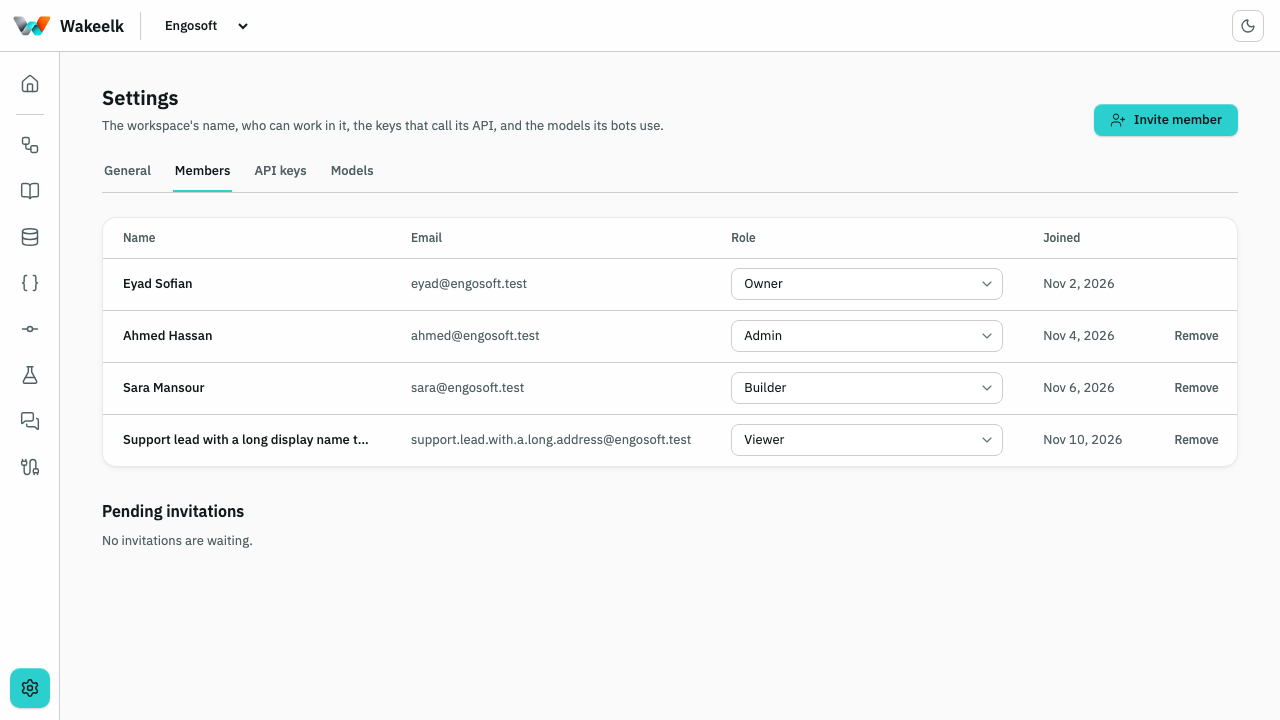 Wakeelk
Engosoft
Settings
The workspace's name, who can work in it, the keys that call its API, and the models its bots use.
Invite member
General Members API keys Models
Name Email Role Joined
Eyad Sofian eyad@engosoft.test Owner Nov 2, 2026
Ahmed Hassan ahmed@engosoft.test Admin Nov 4, 2026 Remove
Sara Mansour sara@engosoft.test Builder Nov 6, 2026 Remove
Support lead with a long display name t... support.lead.with.a.long.address@engosoft.test Viewer Nov 10, 2026 Remove
Pending invitations
No invitations are waiting.